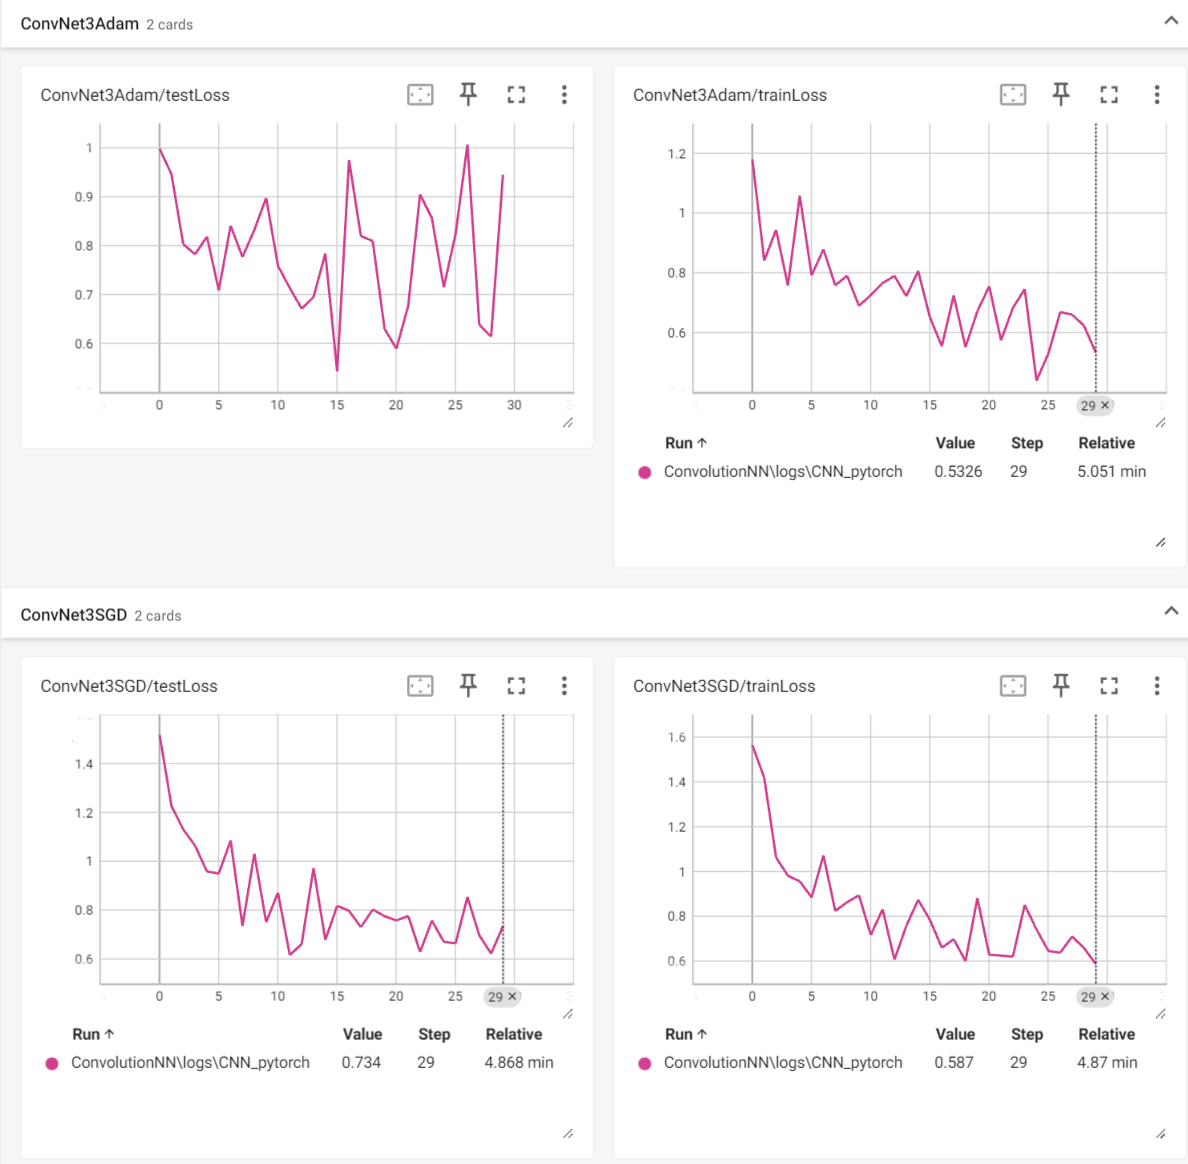 ConvNet3Adam 2 cards
ConvNet3Adam/testLoss
1
0.9
0.8
0.7
0.6
0 5 10 15 20 25 30
ConvNet3Adam/trainLoss
1.2
1
0.8
0.6
0 5 10 15 20 25 29 ×
Run ↑ Value Step Relative
ConvolutionNN\logs\CNN_pytorch 0.5326 29 5.051 min
ConvNet3SGD 2 cards
ConvNet3SGD/testLoss
1.4
1.2
1
0.8
0.6
0 5 10 15 20 25 29 ×
Run ↑ Value Step Relative
ConvolutionNN\logs\CNN_pytorch 0.734 29 4.868 min
ConvNet3SGD/trainLoss
1.6
1.4
1.2
1
0.8
0.6
0 5 10 15 20 25 29 ×
Run ↑ Value Step Relative
ConvolutionNN\logs\CNN_pytorch 0.587 29 4.87 min